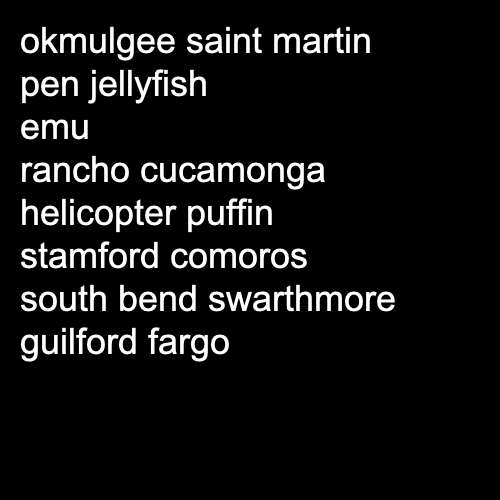 okmulgee saint martin
pen jellyfish
emu
rancho cucamonga
helicopter puffin
stamford comoros
south bend swarthmore
guilford fargo